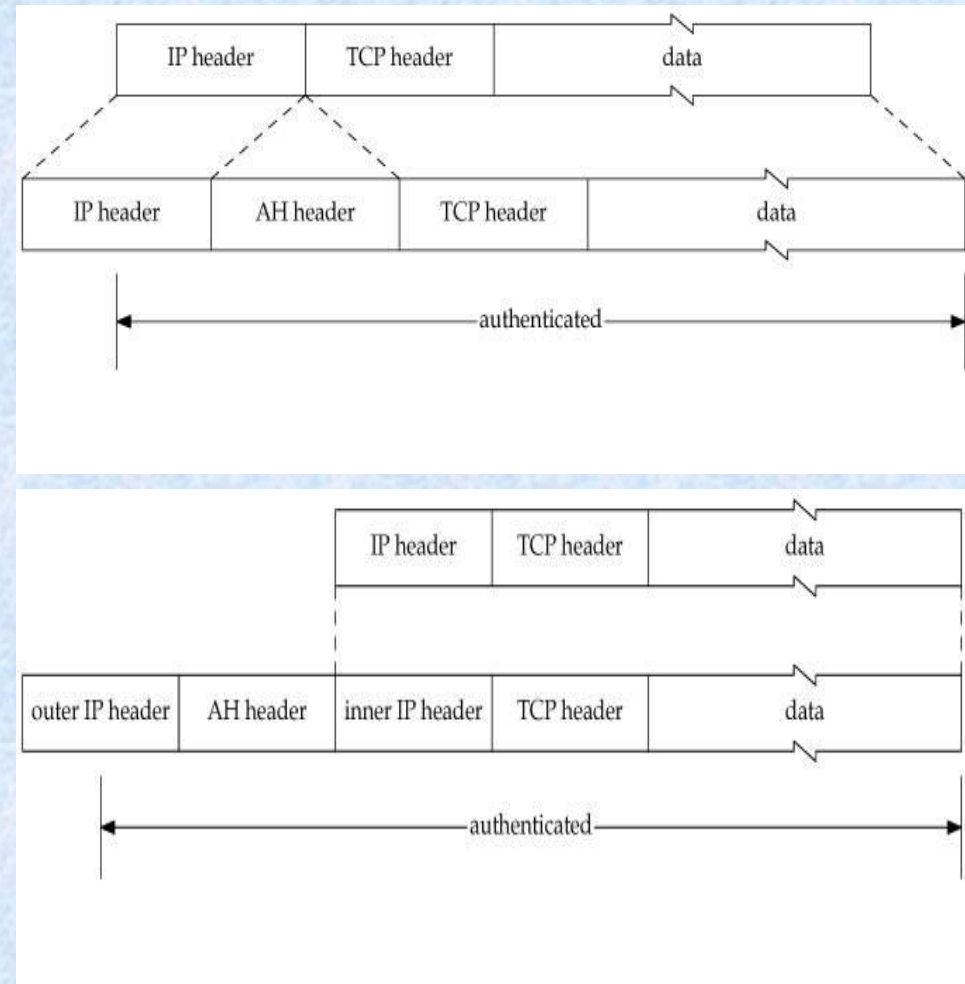 IP header TCP header data
IP header AH header TCP header data
authenticated
IP header TCP header data
outer IP header AH header inner IP header TCP header data
authenticated